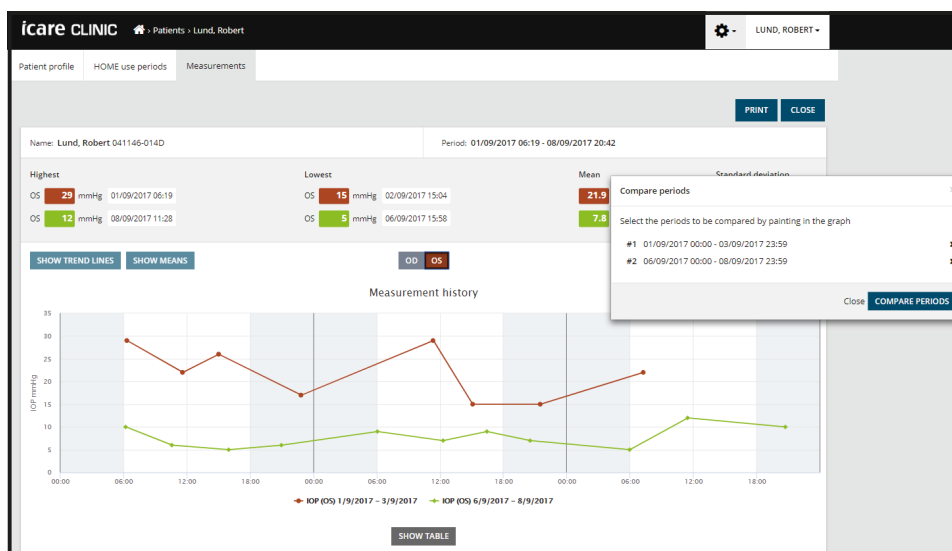 icare CLINIC › Patients › Lund, Robert LUND, ROBERT
Patient profile HOME use periods Measurements
PRINT CLOSE
Name: Lund, Robert 041146-014D Period: 01/09/2017 06:19 - 08/09/2017 20:42
Highest Lowest Mean Standard deviation
OS 29 mmHg 01/09/2017 06:19 OS 15 mmHg 02/09/2017 15:04 21.9
OS 12 mmHg 08/09/2017 11:28 OS 5 mmHg 06/09/2017 15:58 7.8
Compare periods
Select the periods to be compared by painting in the graph
#1 01/09/2017 00:00 - 03/09/2017 23:59
#2 06/09/2017 00:00 - 08/09/2017 23:59
Close COMPARE PERIODS
SHOW TREND LINES SHOW MEANS OD OS
Measurement history
IOP mmHg
35
30
25
20
15
10
5
0
00:00 06:00 12:00 18:00 00:00 06:00 12:00 18:00 00:00 06:00 12:00 18:00
IOP (OS) 1/9/2017 – 3/9/2017 IOP (OS) 6/9/2017 – 8/9/2017
SHOW TABLE